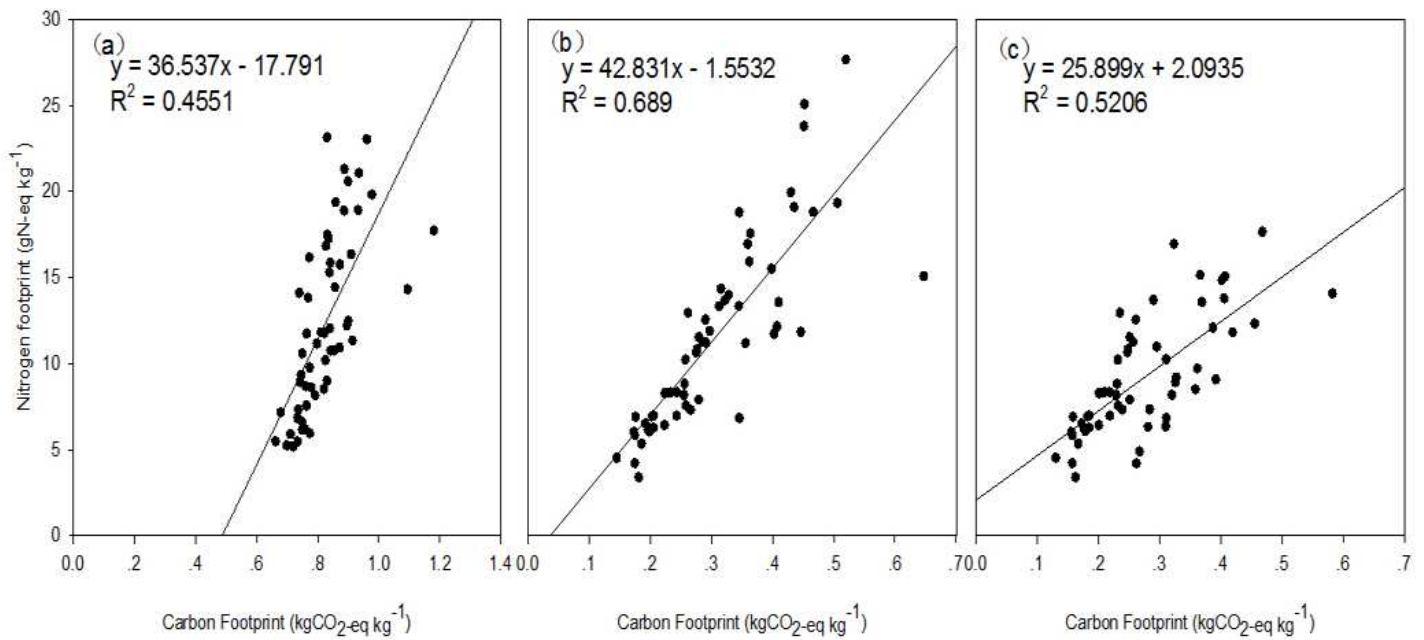 30
25
20
15
10
5
0
Nitrogen footprint (gN-eq kg⁻¹)
(a)
y = 36.537x - 17.791
R² = 0.4551
(b)
y = 42.831x - 1.5532
R² = 0.689
(c)
y = 25.899x + 2.0935
R² = 0.5206
0.0 .2 .4 .6 .8 1.0 1.2 1.4
0.0 .1 .2 .3 .4 .5 .6 .7
0.0 .1 .2 .3 .4 .5 .6 .7
Carbon Footprint (kgCO₂-eq kg⁻¹)
Carbon Footprint (kgCO₂-eq kg⁻¹)
Carbon Footprint (kgCO₂-eq kg⁻¹)